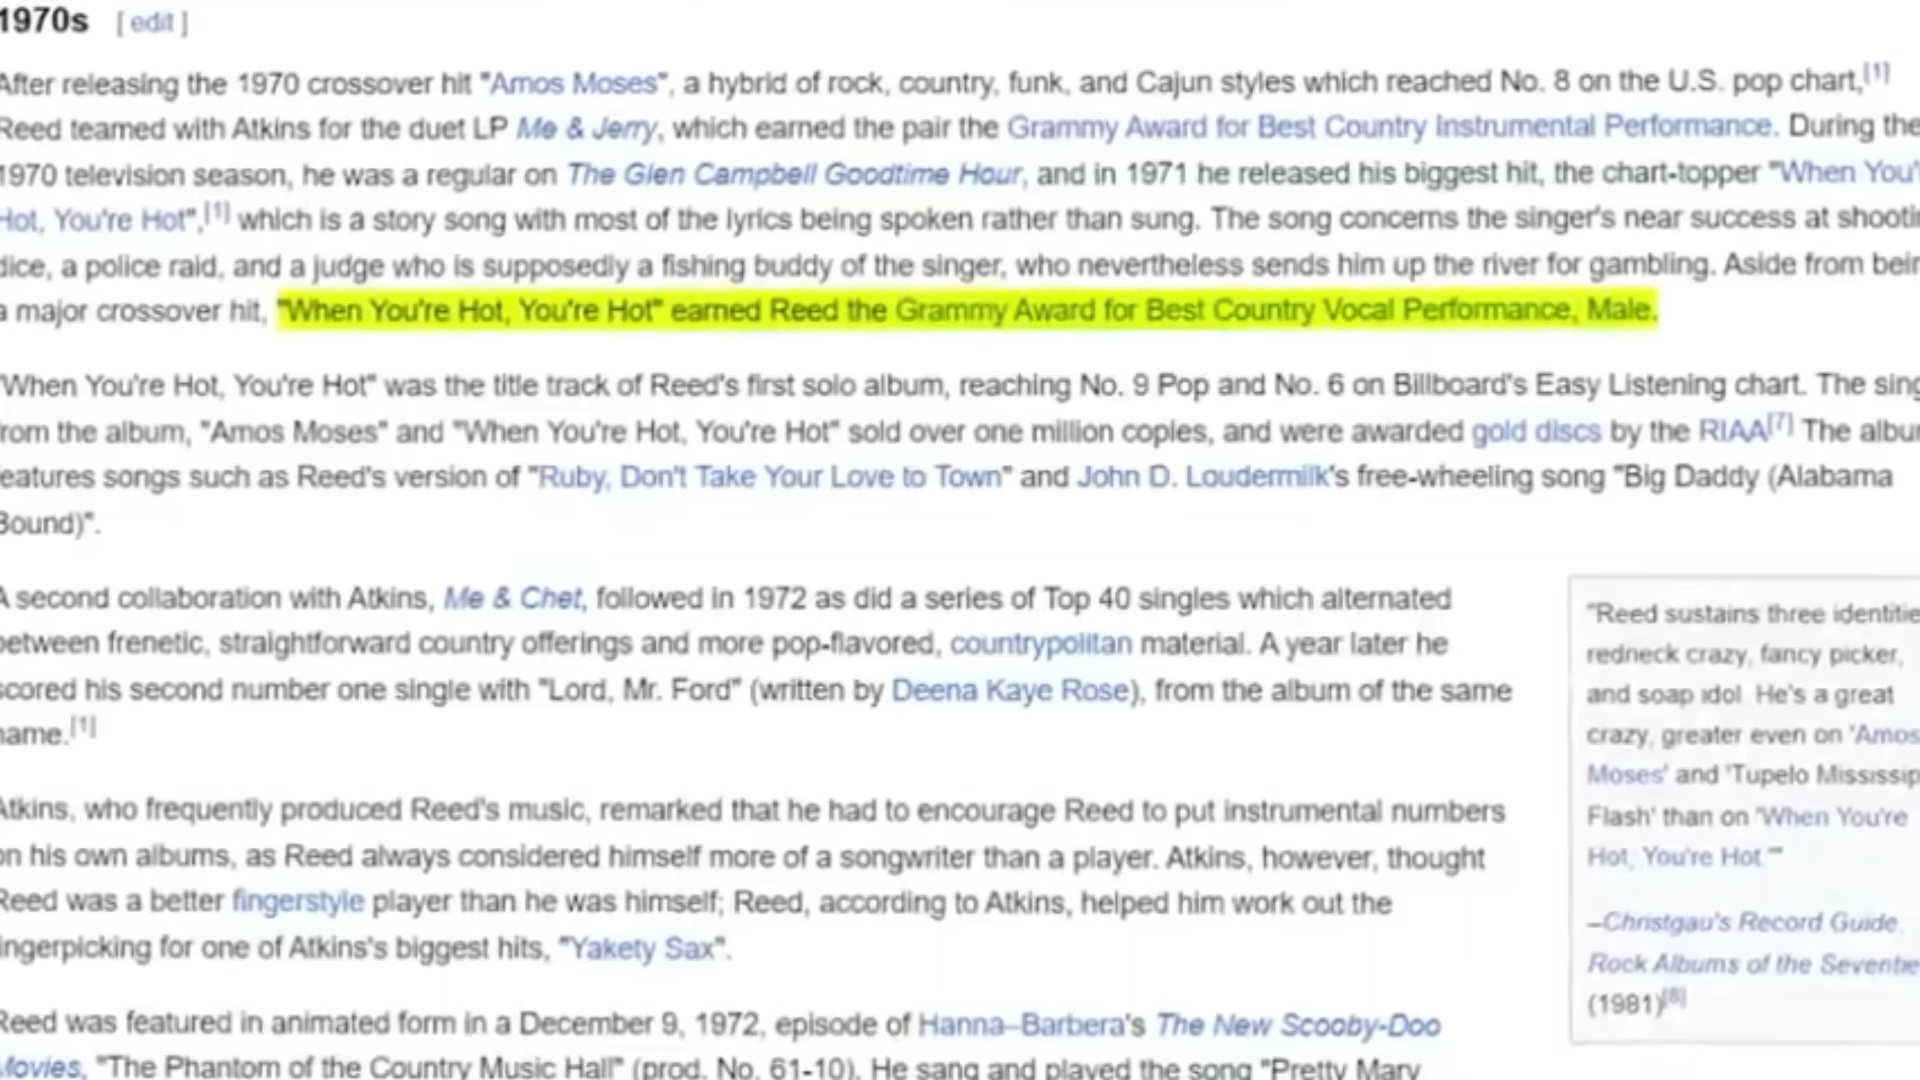 1970s [ edit ]
After releasing the 1970 crossover hit "Amos Moses", a hybrid of rock, country, funk, and Cajun styles which reached No. 8 on the U.S. pop chart,[1]
Reed teamed with Atkins for the duet LP Me & Jerry, which earned the pair the Grammy Award for Best Country Instrumental Performance. During the
1970 television season, he was a regular on The Glen Campbell Goodtime Hour, and in 1971 he released his biggest hit, the chart-topper "When You'
Hot, You're Hot",[1] which is a story song with most of the lyrics being spoken rather than sung. The song concerns the singer's near success at shooti
dice, a police raid, and a judge who is supposedly a fishing buddy of the singer, who nevertheless sends him up the river for gambling. Aside from bein
a major crossover hit, "When You're Hot, You're Hot" earned Reed the Grammy Award for Best Country Vocal Performance, Male.
"When You're Hot, You're Hot" was the title track of Reed's first solo album, reaching No. 9 Pop and No. 6 on Billboard's Easy Listening chart. The sing
from the album, "Amos Moses" and "When You're Hot, You're Hot" sold over one million copies, and were awarded gold discs by the RIAA[7] The albu
features songs such as Reed's version of "Ruby, Don't Take Your Love to Town" and John D. Loudermilk's free-wheeling song "Big Daddy (Alabama
Bound)".
A second collaboration with Atkins, Me & Chet, followed in 1972 as did a series of Top 40 singles which alternated
between frenetic, straightforward country offerings and more pop-flavored, countrypolitan material. A year later he
scored his second number one single with "Lord, Mr. Ford" (written by Deena Kaye Rose), from the album of the same
name.[1]
Atkins, who frequently produced Reed's music, remarked that he had to encourage Reed to put instrumental numbers
on his own albums, as Reed always considered himself more of a songwriter than a player. Atkins, however, thought
Reed was a better fingerstyle player than he was himself; Reed, according to Atkins, helped him work out the
fingerpicking for one of Atkins's biggest hits, "Yakety Sax".
Reed was featured in animated form in a December 9, 1972, episode of Hanna–Barbera's The New Scooby-Doo
Movies, "The Phantom of the Country Music Hall" (prod. No. 61-10). He sang and played the song "Pretty Mary
"Reed sustains three identitie
redneck crazy, fancy picker,
and soap idol. He's a great
crazy, greater even on 'Amos
Moses' and 'Tupelo Mississip
Flash' than on 'When You're
Hot, You're Hot.'"
–Christgau's Record Guide:
Rock Albums of the Seventie
(1981)[8]